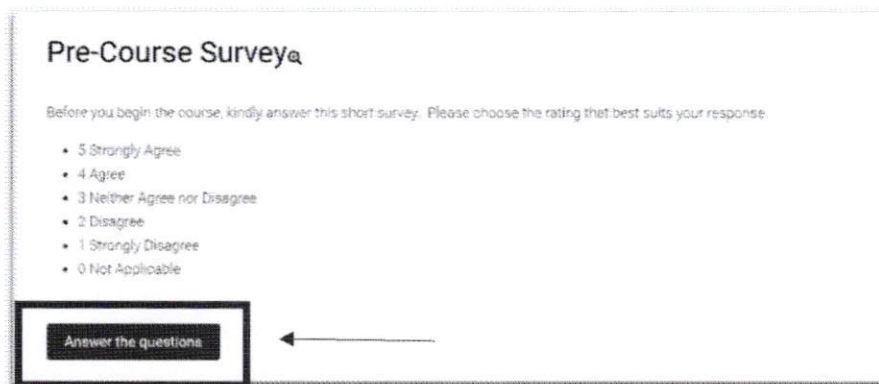 Pre-Course Survey
Before you begin the course, kindly answer this short survey. Please choose the rating that best suits your response
• 5 Strongly Agree
• 4 Agree
• 3 Neither Agree nor Disagree
• 2 Disagree
• 1 Strongly Disagree
• 0 Not Applicable
Answer the questions